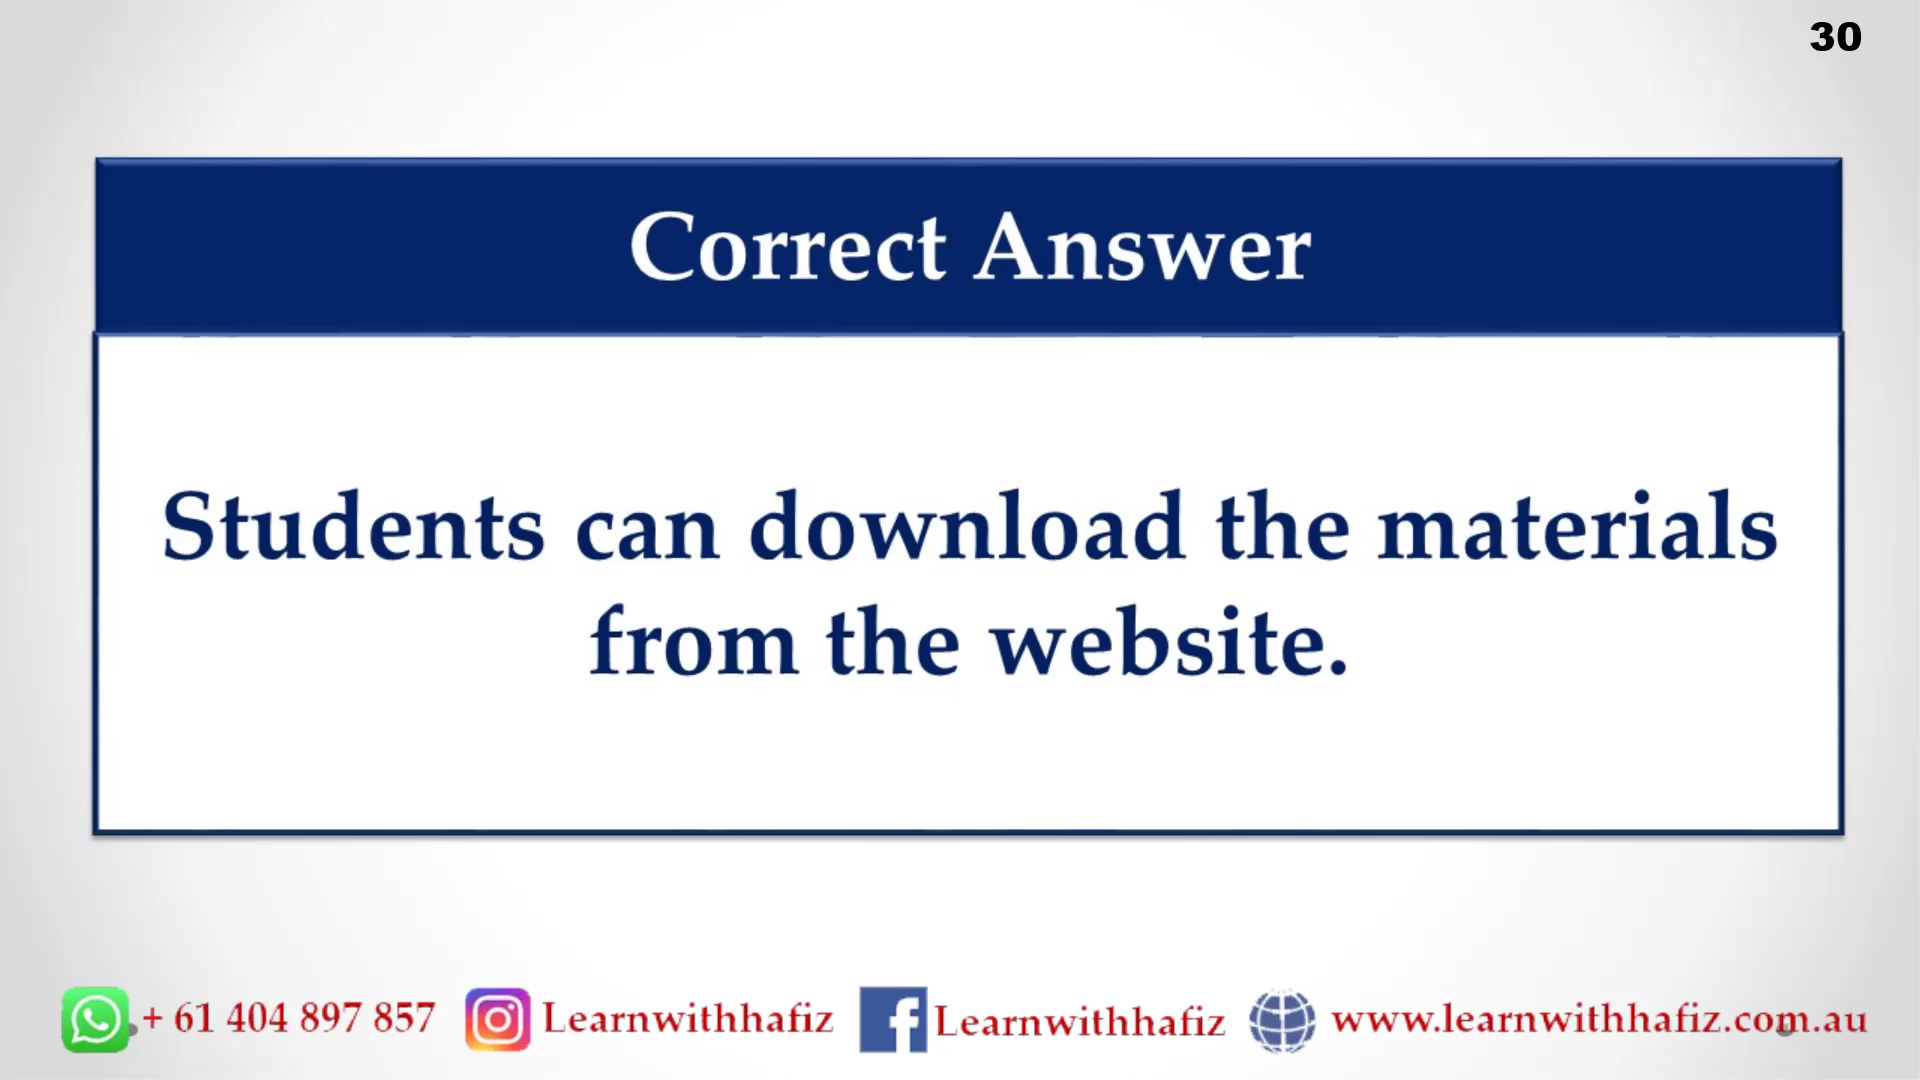 30
Correct Answer
Students can download the materials
from the website.
+ 61 404 897 857 Learnwithhafiz Learnwithhafiz www.learnwithhafiz.com.au